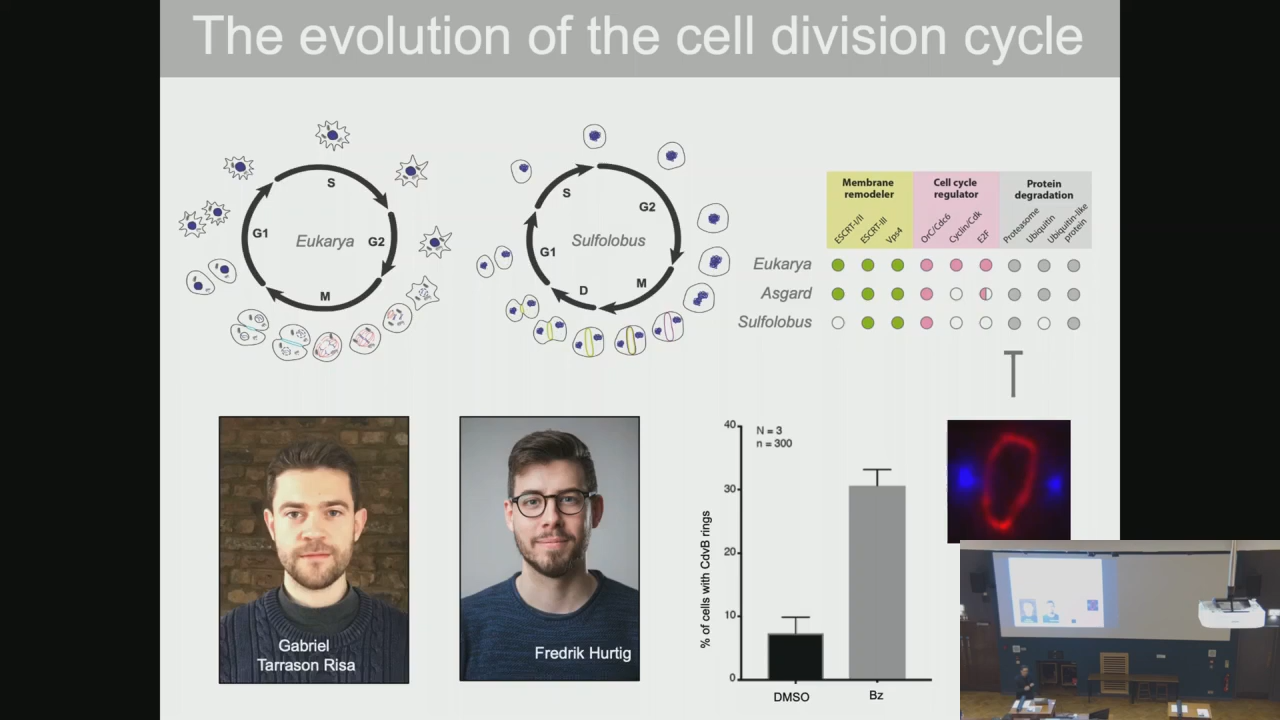 The evolution of the cell division cycle
S
G1
Eukarya
G2
M
S
G2
G1
Sulfolobus
D
M
Membrane
remodeler
Cell cycle
regulator
Protein
degradation
ESCRT-I/II
ESCRT-III
Vps4
OrC/Cdc6
Cyclin/Cdk
E2F
Proteasome
Ubiquitin
Ubiquitin-like
protein
Eukarya
Asgard
Sulfolobus
Gabriel
Tarrason Risa
Fredrik Hurtig
% of cells with CdvB rings
40
30
20
10
0
N = 3
n = 300
DMSO
Bz